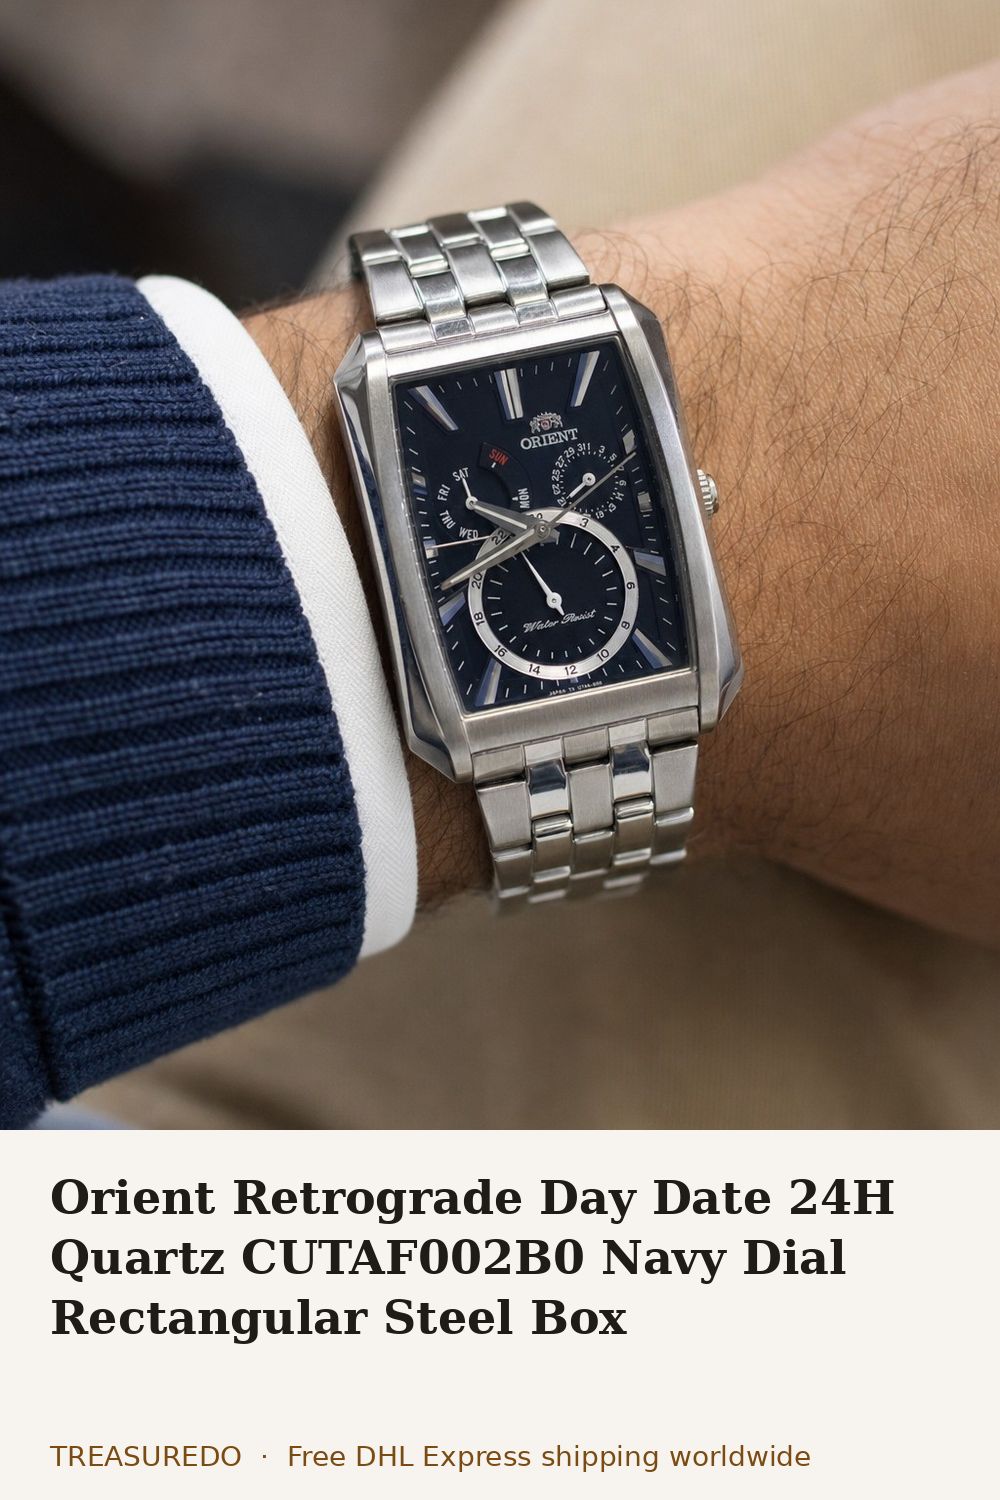 ORIENT
SUN
MON
WED
THU
FRI
SAT
Water Resist
Orient Retrograde Day Date 24H
Quartz CUTAF002B0 Navy Dial
Rectangular Steel Box
TREASUREDO · Free DHL Express shipping worldwide